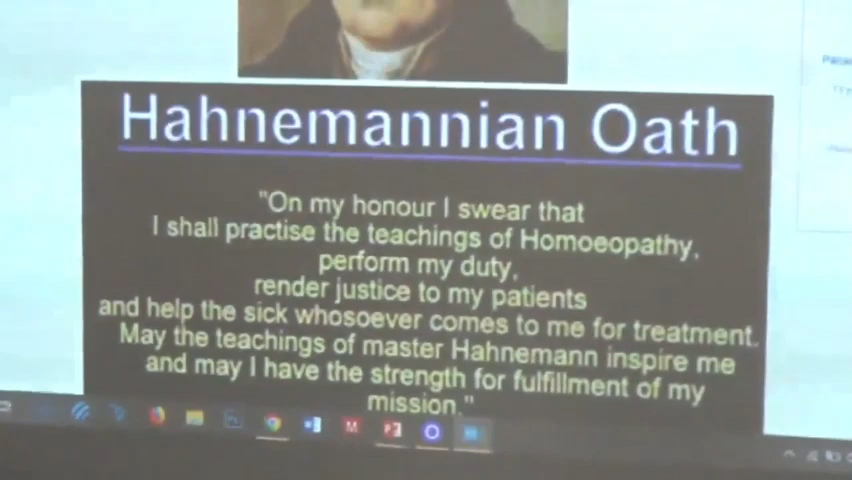 Hahnemannian Oath
"On my honour I swear that
I shall practise the teachings of Homoeopathy,
perform my duty,
render justice to my patients
and help the sick whosoever comes to me for treatment.
May the teachings of master Hahnemann inspire me
and may I have the strength for fulfillment of my
mission."